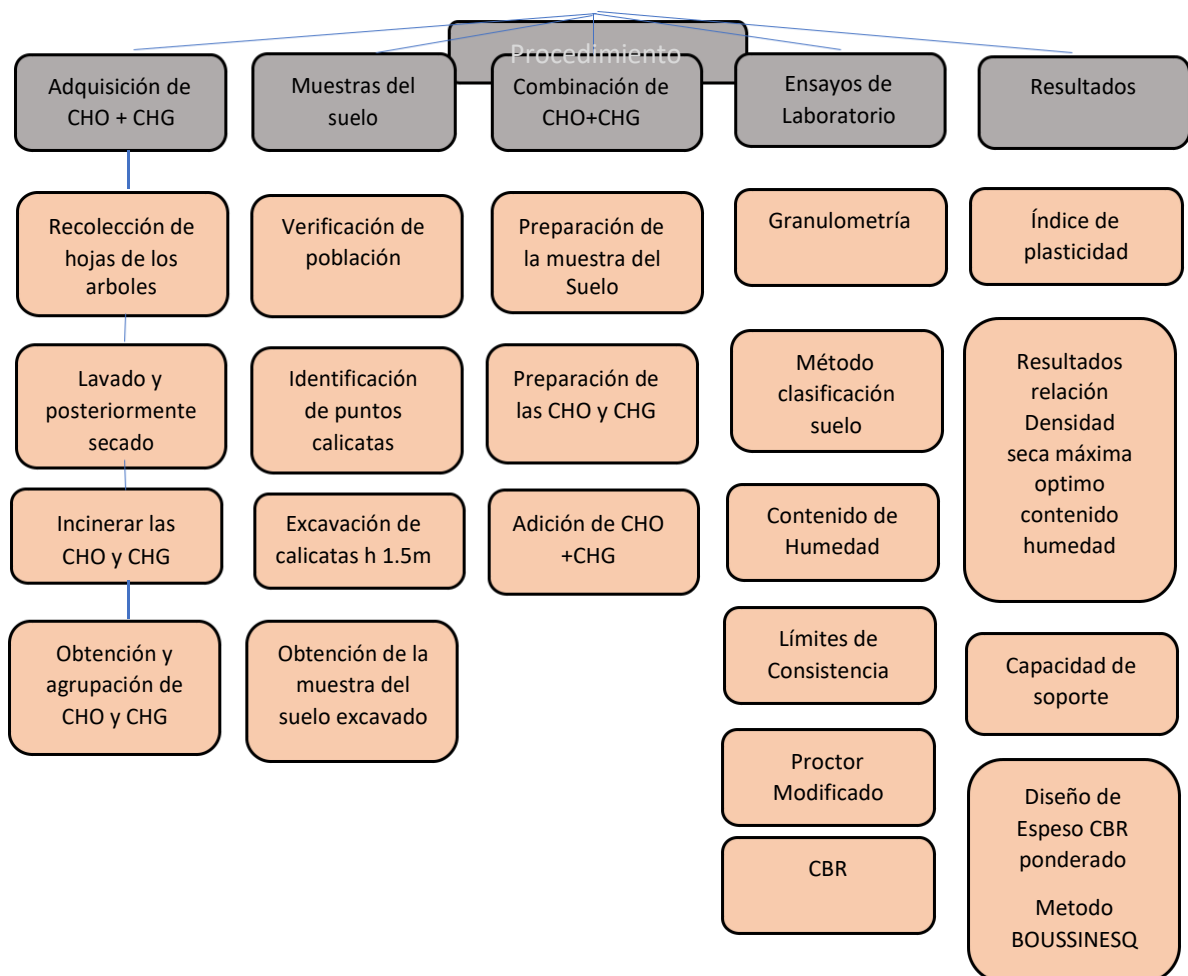 Procedimiento
Adquisición de
CHO + CHG
Recolección de
hojas de los
arboles
Lavado y
posteriormente
secado
Incinerar las
CHO y CHG
Obtención y
agrupación de
CHO y CHG
Muestras del
suelo
Verificación de
población
Identificación
de puntos
calicatas
Excavación de
calicatas h 1.5m
Obtención de la
muestra del
suelo excavado
Combinación de
CHO+CHG
Preparación de
la muestra del
Suelo
Preparación de
las CHO y CHG
Adición de CHO
+CHG
Ensayos de
Laboratorio
Granulometría
Método
clasificación
suelo
Contenido de
Humedad
Límites de
Consistencia
Proctor
Modificado
CBR
Resultados
Índice de
plasticidad
Resultados
relación
Densidad
seca máxima
optimo
contenido
humedad
Capacidad de
soporte
Diseño de
Espeso CBR
ponderado
Metodo
BOUSSINESQ